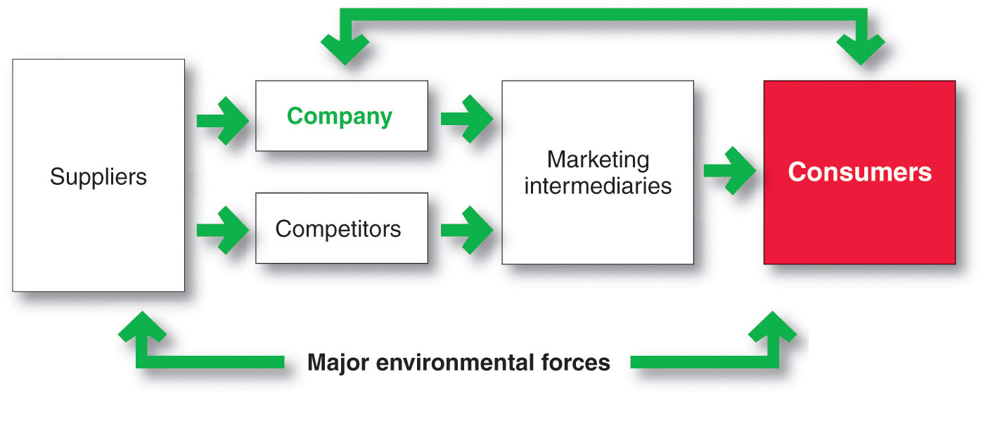 Suppliers
Company
Competitors
Marketing
intermediaries
Consumers
Major environmental forces